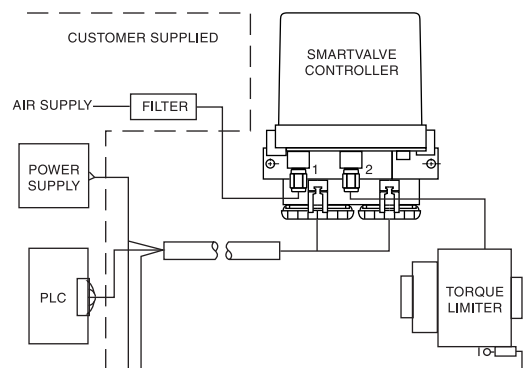 CUSTOMER SUPPLIED
SMARTVALVE
CONTROLLER
AIR SUPPLY
FILTER
1
2
POWER
SUPPLY
PLC
TORQUE
LIMITER